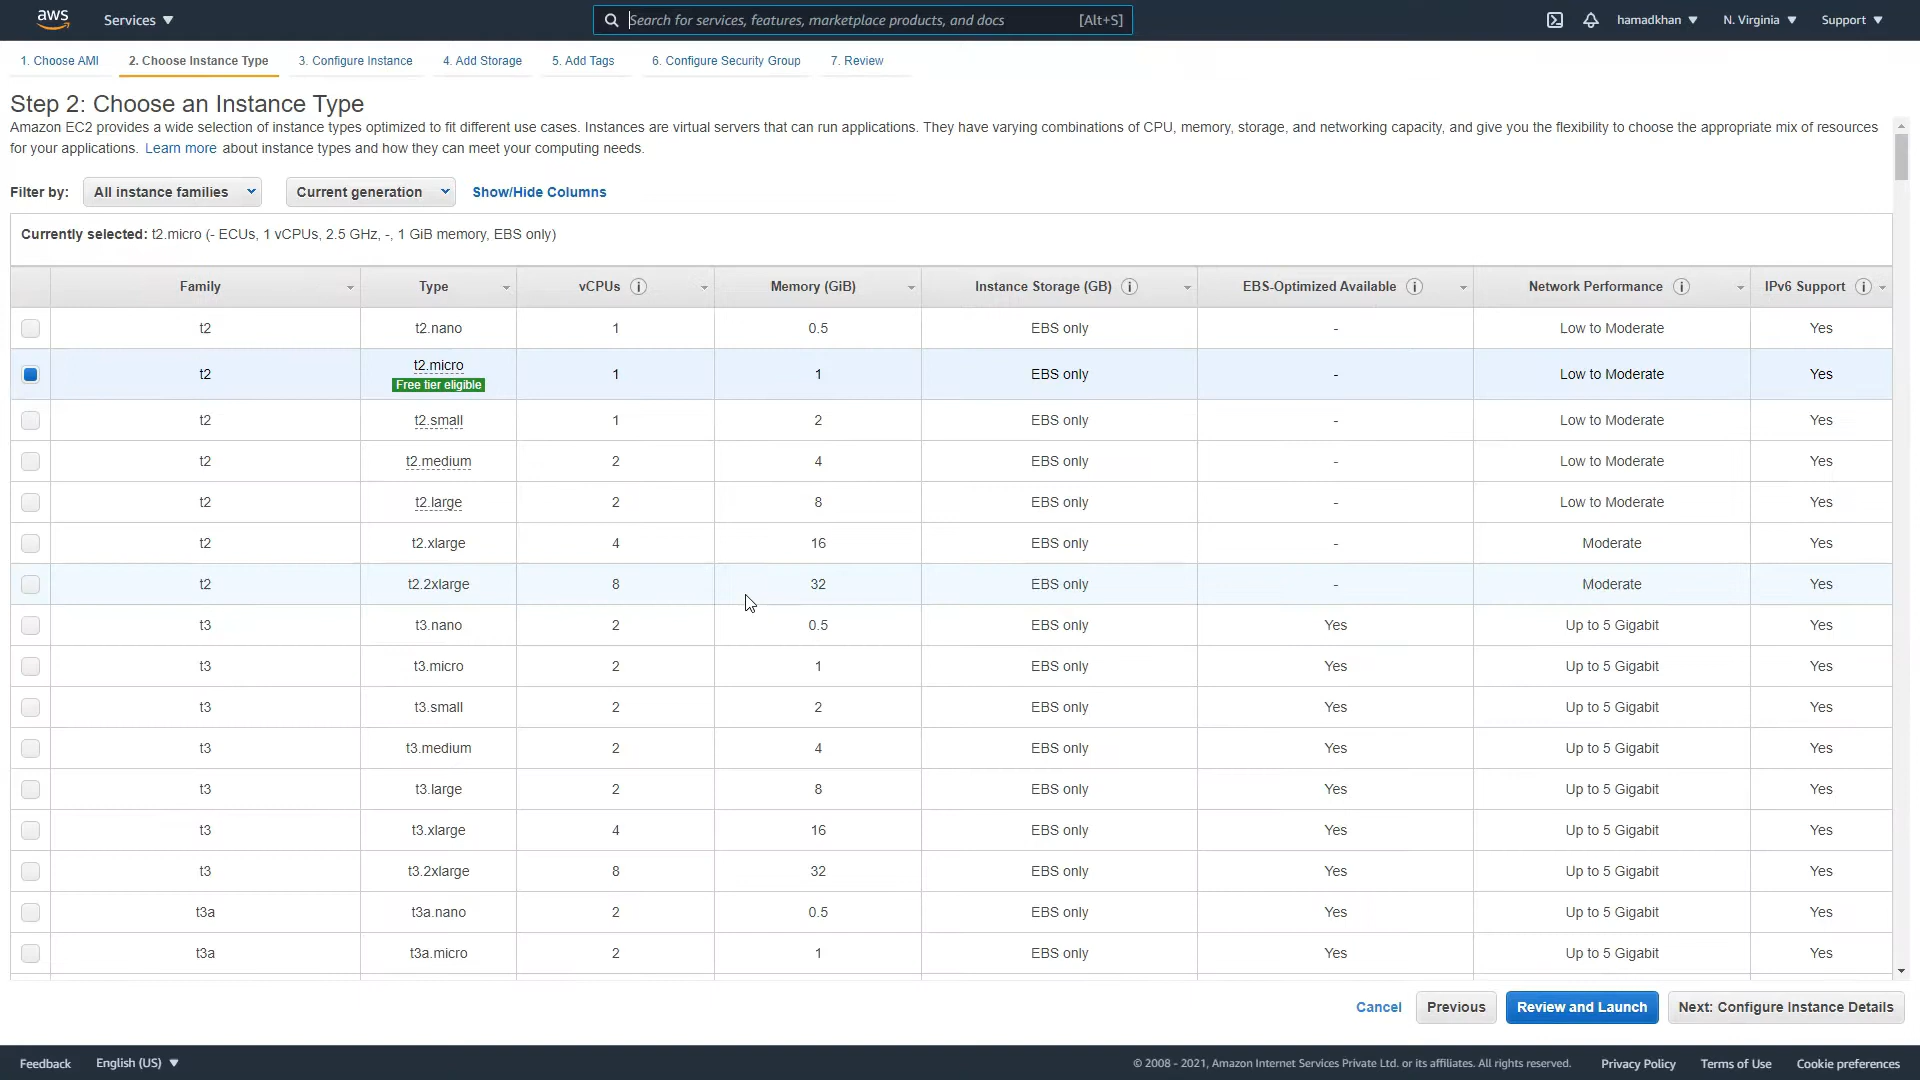 aws Services Search for services, features, marketplace products, and docs [Alt+S] hamadkhan N. Virginia Support
1. Choose AMI 2. Choose Instance Type 3. Configure Instance 4. Add Storage 5. Add Tags 6. Configure Security Group 7. Review
Step 2: Choose an Instance Type
Amazon EC2 provides a wide selection of instance types optimized to fit different use cases. Instances are virtual servers that can run applications. They have varying combinations of CPU, memory, storage, and networking capacity, and give you the flexibility to choose the appropriate mix of resources
for your applications. Learn more about instance types and how they can meet your computing needs.
Filter by: All instance families Current generation Show/Hide Columns
Currently selected: t2.micro (- ECUs, 1 vCPUs, 2.5 GHz, -, 1 GiB memory, EBS only)
Family Type vCPUs Memory (GiB) Instance Storage (GB) EBS-Optimized Available Network Performance IPv6 Support
t2 t2.nano 1 0.5 EBS only - Low to Moderate Yes
t2 t2.micro 1 1 EBS only - Low to Moderate Yes
Free tier eligible
t2 t2.small 1 2 EBS only - Low to Moderate Yes
t2 t2.medium 2 4 EBS only - Low to Moderate Yes
t2 t2.large 2 8 EBS only - Low to Moderate Yes
t2 t2.xlarge 4 16 EBS only - Moderate Yes
t2 t2.2xlarge 8 32 EBS only - Moderate Yes
t3 t3.nano 2 0.5 EBS only Yes Up to 5 Gigabit Yes
t3 t3.micro 2 1 EBS only Yes Up to 5 Gigabit Yes
t3 t3.small 2 2 EBS only Yes Up to 5 Gigabit Yes
t3 t3.medium 2 4 EBS only Yes Up to 5 Gigabit Yes
t3 t3.large 2 8 EBS only Yes Up to 5 Gigabit Yes
t3 t3.xlarge 4 16 EBS only Yes Up to 5 Gigabit Yes
t3 t3.2xlarge 8 32 EBS only Yes Up to 5 Gigabit Yes
t3a t3a.nano 2 0.5 EBS only Yes Up to 5 Gigabit Yes
t3a t3a.micro 2 1 EBS only Yes Up to 5 Gigabit Yes
Cancel Previous Review and Launch Next: Configure Instance Details
Feedback English (US) © 2008 - 2021, Amazon Internet Services Private Ltd. or its affiliates. All rights reserved. Privacy Policy Terms of Use Cookie preferences